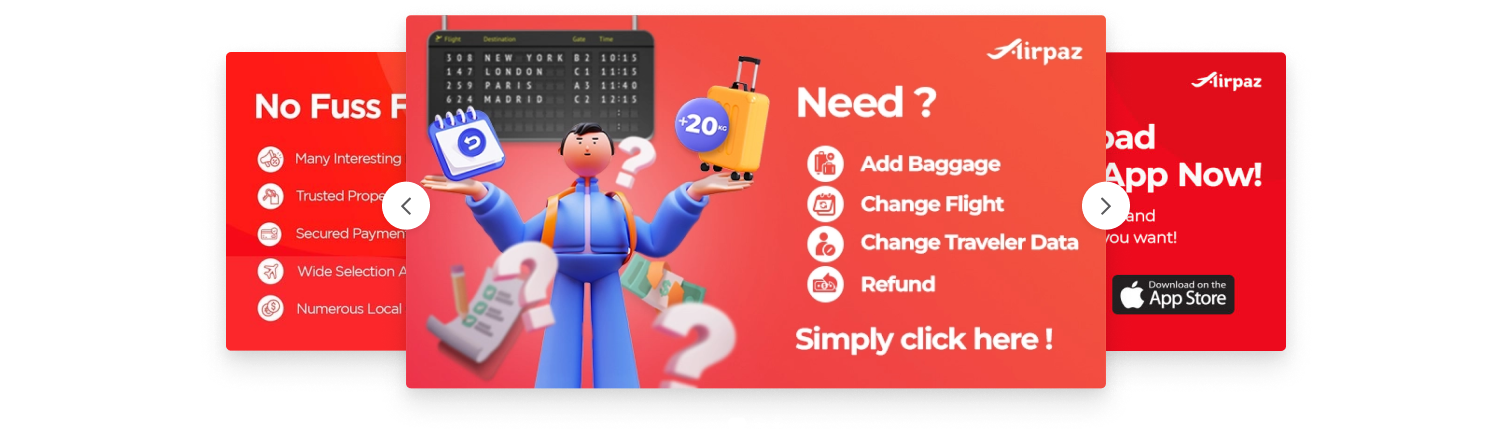 No Fuss F
Many Interesting
Trusted Prope
Secured Paymen
Wide Selection A
Numerous Local
Flight Destination Gate Time
308 NEW YORK B2 10:15
147 LONDON C1 11:15
259 PARIS A3 11:40
624 MADRID C2 12:15
+20KG
Airpaz
Need ?
Add Baggage
Change Flight
Change Traveler Data
Refund
Simply click here !
Airpaz
oad
App Now!
and
you want!
Download on the
App Store